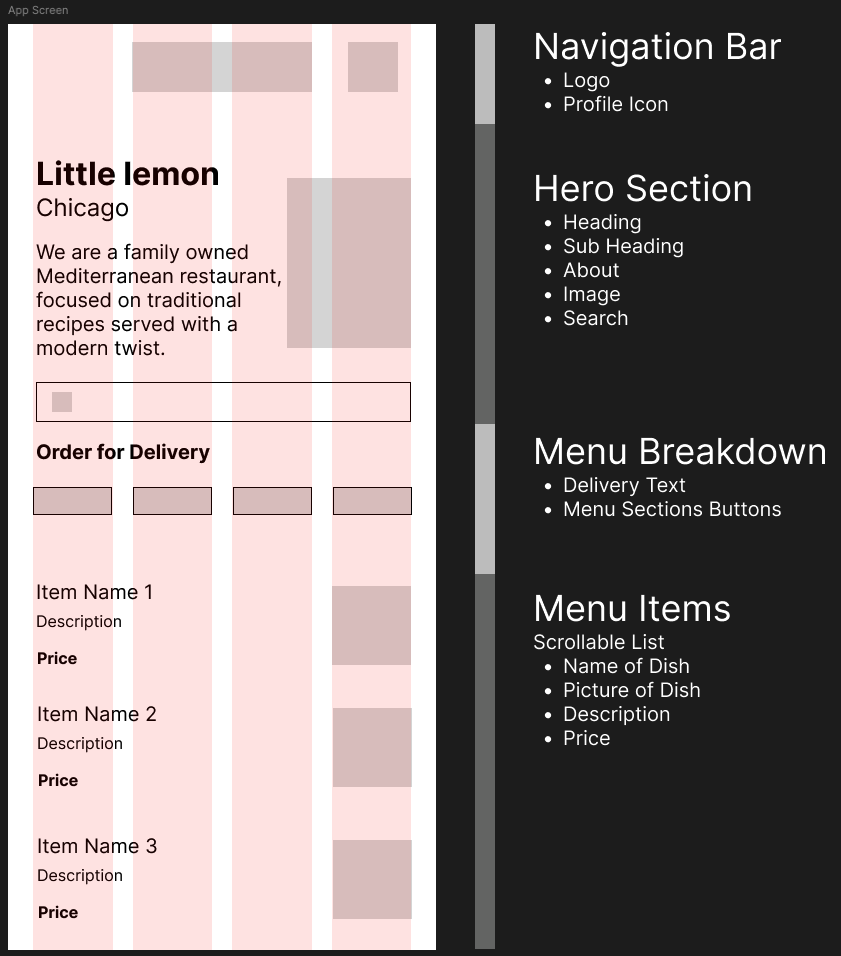 App Screen
Little lemon
Chicago
We are a family owned
Mediterranean restaurant,
focused on traditional
recipes served with a
modern twist.
Order for Delivery
Item Name 1
Description
Price
Item Name 2
Description
Price
Item Name 3
Description
Price
Navigation Bar
• Logo
• Profile Icon
Hero Section
• Heading
• Sub Heading
• About
• Image
• Search
Menu Breakdown
• Delivery Text
• Menu Sections Buttons
Menu Items
Scrollable List
• Name of Dish
• Picture of Dish
• Description
• Price